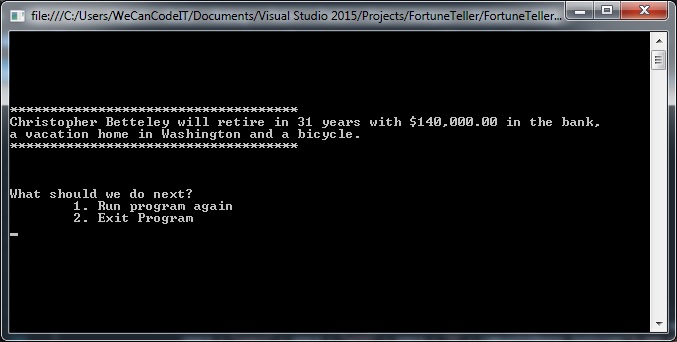 file:///C:/Users/WeCanCodeIT/Documents/Visual Studio 2015/Projects/FortuneTeller/FortuneTeller...
************************************
Christopher Betteley will retire in 31 years with $140,000.00 in the bank,
a vacation home in Washington and a bicycle.
************************************
What should we do next?
1. Run program again
2. Exit Program